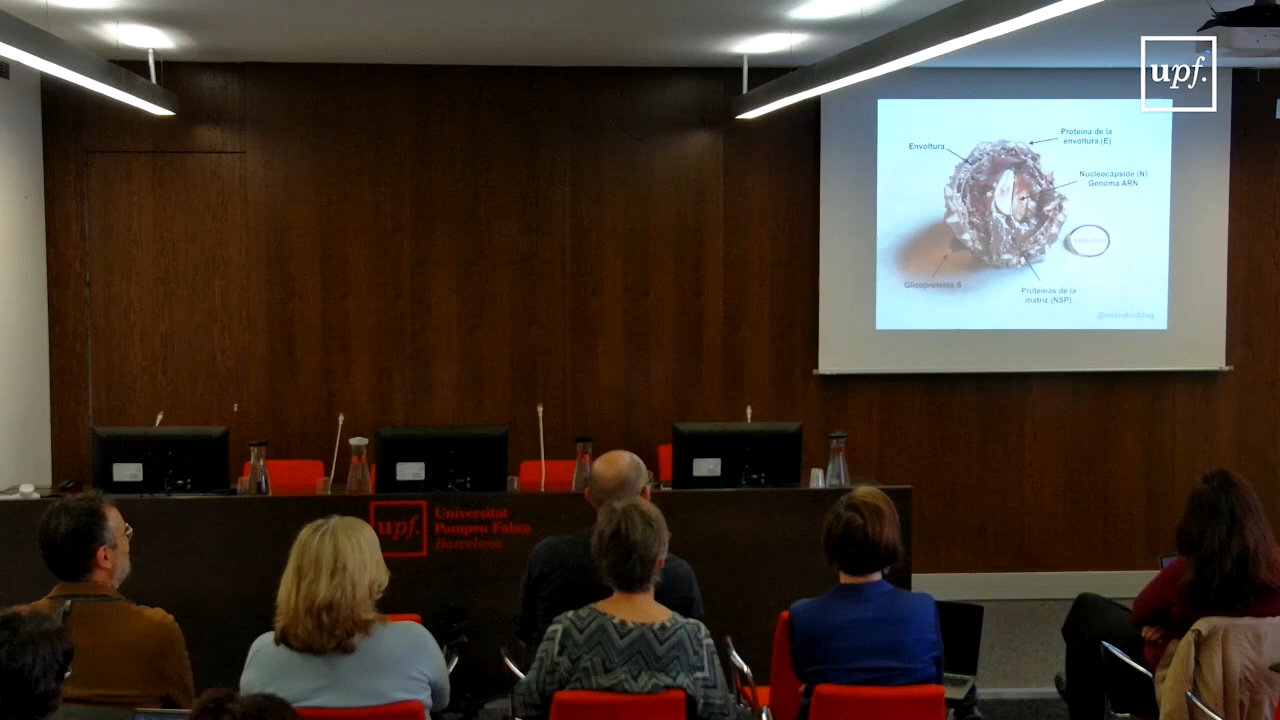 upf.
Proteína de la
envoltura (E)
Envoltura
Nucleocápside (N)
Genoma ARN
Glicoproteína S
Proteínas de la
matriz (NSP)
@microbioblog
upf.
Universitat
Pompeu Fabra
Barcelona